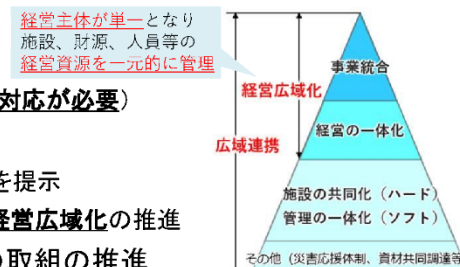 経営主体が単一となり
施設、財源、人員等の
経営資源を一元的に管理
対応が必要)
を提示
経営広域化の推進
の取組の推進
経営広域化
広域連携
事業統合
経営の一体化
施設の共同化(ハード)
管理の一体化(ソフト)
その他(災害応援体制、資材共同調達等